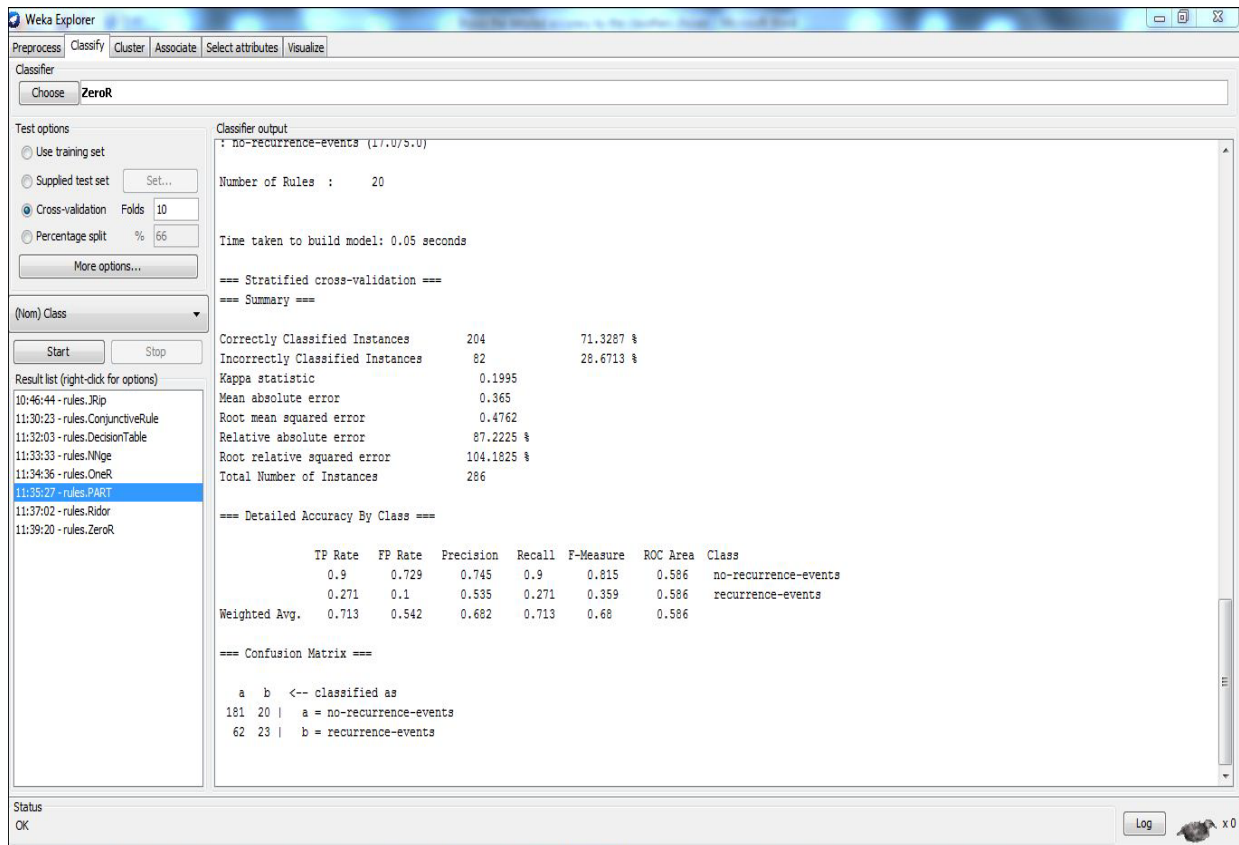 Weka Explorer
Preprocess Classify Cluster Associate Select attributes Visualize
Classifier
Choose ZeroR
Test options
Use training set
Supplied test set Set...
Cross-validation Folds 10
Percentage split % 66
More options...
(Nom) Class
Start Stop
Result list (right-click for options)
10:46:44 - rules.JRip
11:30:23 - rules.ConjunctiveRule
11:32:03 - rules.DecisionTable
11:33:33 - rules.NNge
11:34:36 - rules.OneR
11:35:27 - rules.PART
11:37:02 - rules.Ridor
11:39:20 - rules.ZeroR
Classifier output
: no-recurrence-events (17.0/5.0)
Number of Rules : 20
Time taken to build model: 0.05 seconds
=== Stratified cross-validation ===
=== Summary ===
Correctly Classified Instances 204 71.3287 %
Incorrectly Classified Instances 82 28.6713 %
Kappa statistic 0.1995
Mean absolute error 0.365
Root mean squared error 0.4762
Relative absolute error 87.2225 %
Root relative squared error 104.1825 %
Total Number of Instances 286
=== Detailed Accuracy By Class ===
TP Rate FP Rate Precision Recall F-Measure ROC Area Class
0.9 0.729 0.745 0.9 0.815 0.586 no-recurrence-events
0.271 0.1 0.535 0.271 0.359 0.586 recurrence-events
Weighted Avg. 0.713 0.542 0.682 0.713 0.68 0.586
=== Confusion Matrix ===
a b <-- classified as
181 20 | a = no-recurrence-events
62 23 | b = recurrence-events
Status
OK
Log x 0